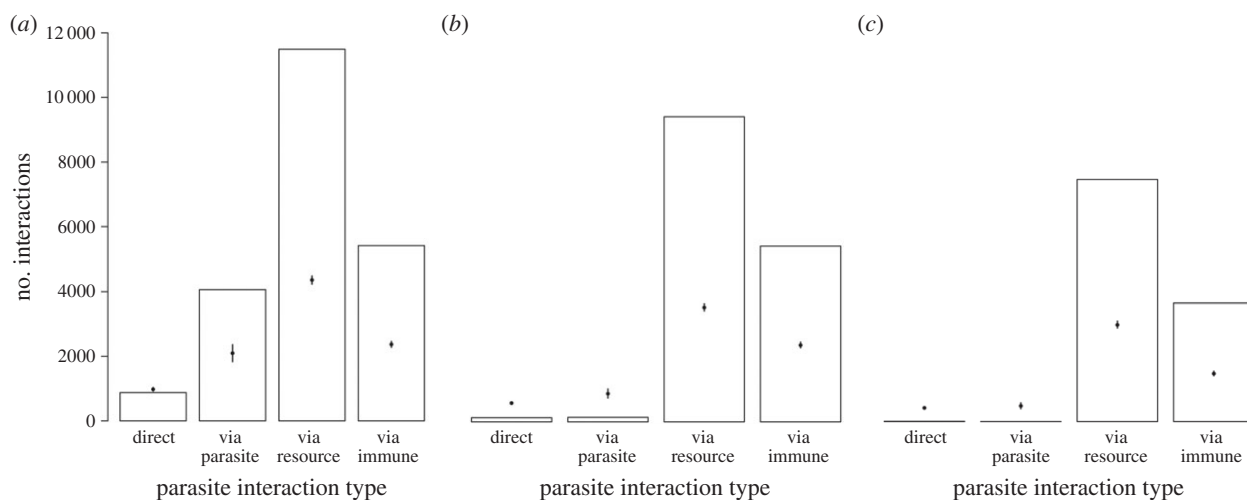 (a)
(b)
(c)
12 000
10 000
8000
6000
4000
2000
0
no. interactions
direct via parasite via resource via immune
direct via parasite via resource via immune
direct via parasite via resource via immune
parasite interaction type
parasite interaction type
parasite interaction type